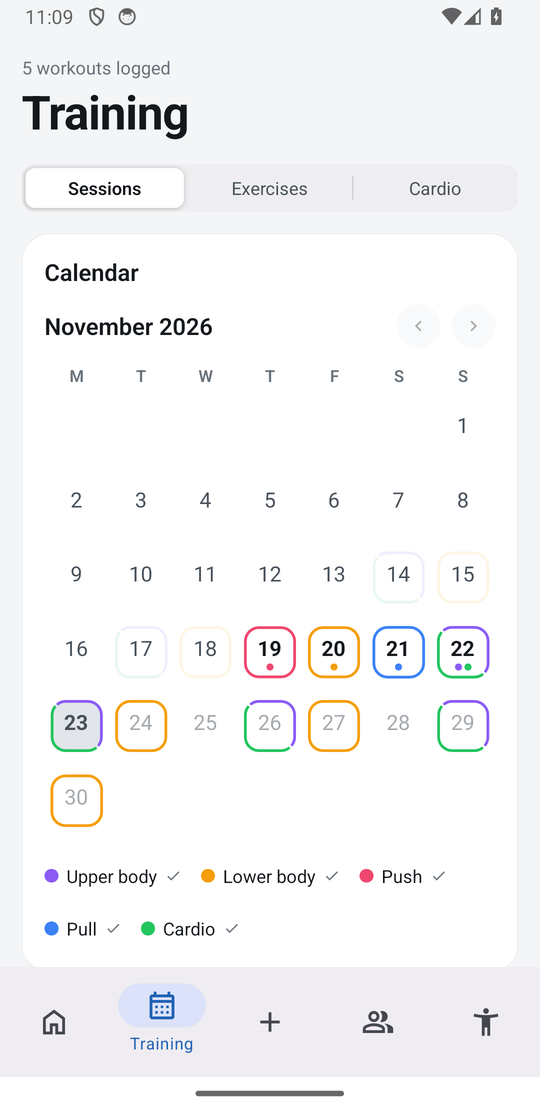 11:09
5 workouts logged
Training
Sessions Exercises Cardio
Calendar
November 2026
M T W T F S S
1
2 3 4 5 6 7 8
9 10 11 12 13 14 15
16 17 18 19 20 21 22
23 24 25 26 27 28 29
30
Upper body Lower body Push
Pull Cardio
Training